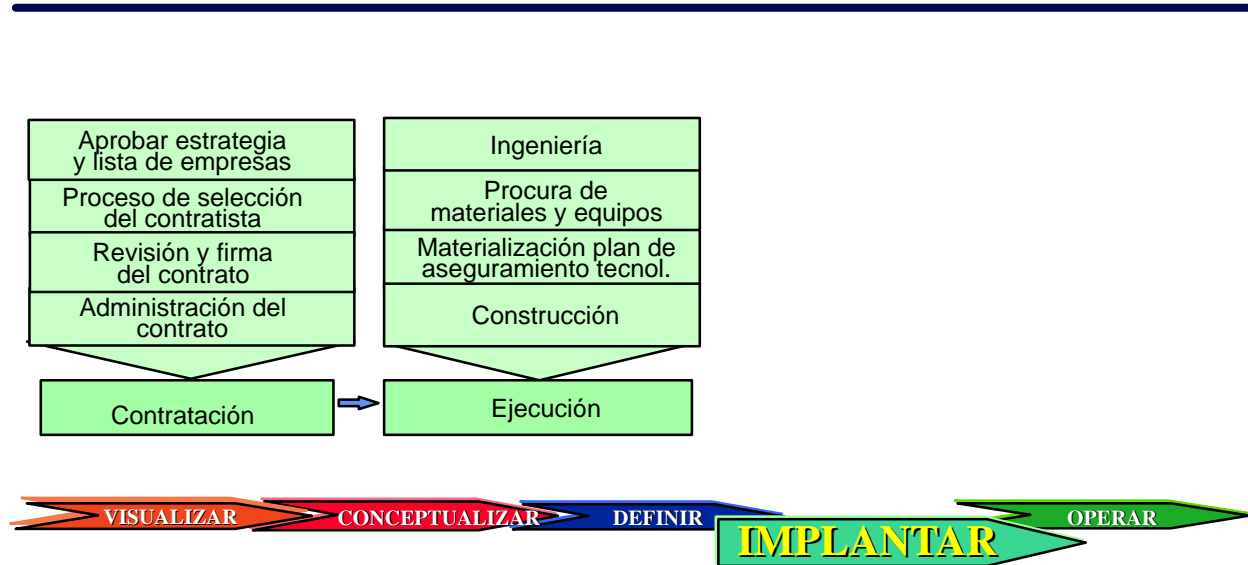 Aprobar estrategia
y lista de empresas
Proceso de selección
del contratista
Revisión y firma
del contrato
Administración del
contrato
Contratación
Ingeniería
Procura de
materiales y equipos
Materialización plan de
aseguramiento tecnol.
Construcción
Ejecución
VISUALIZAR
CONCEPTUALIZAR
DEFINIR
IMPLANTAR
OPERAR